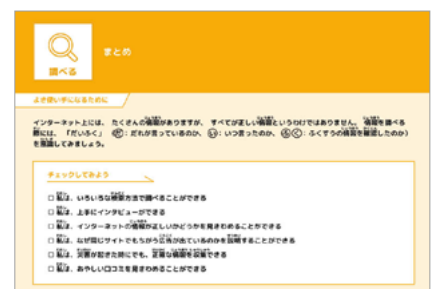 調べる
まとめ
よき使い手になるために
インターネット上には、たくさんの情報がありますが、すべてが正しい情報というわけではありません。情報を調べる
際には、「だいふく」（だ：だれが言っているのか、い：いつ言ったのか、ふく：ふくすうの情報を確認したのか）
を意識してみましょう。
チェックしてみよう
□ 私は、いろいろな検索方法で調べることができる
□ 私は、上手にインタビューができる
□ 私は、インターネットの情報が正しいかどうかを見きわめることができる
□ 私は、なぜ同じサイトでもちがう広告が出ているのかを説明することができる
□ 私は、災害が起きた時にでも、正確な情報を収集できる
□ 私は、あやしい口コミを見きわめることができる